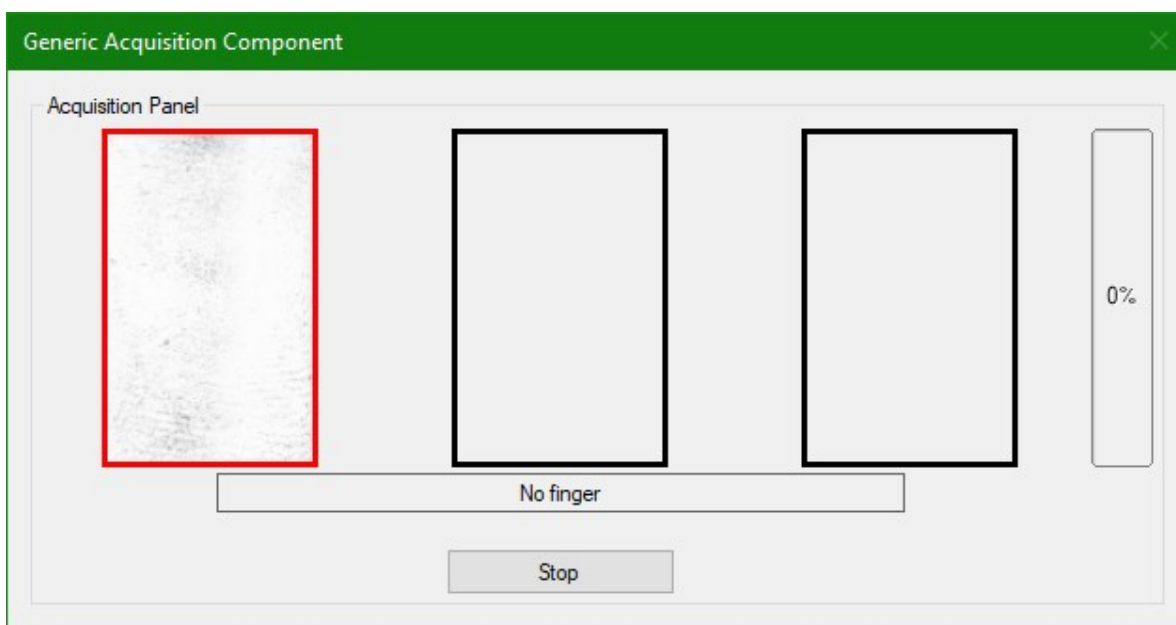 Generic Acquisition Component
Acquisition Panel
0%
No finger
Stop